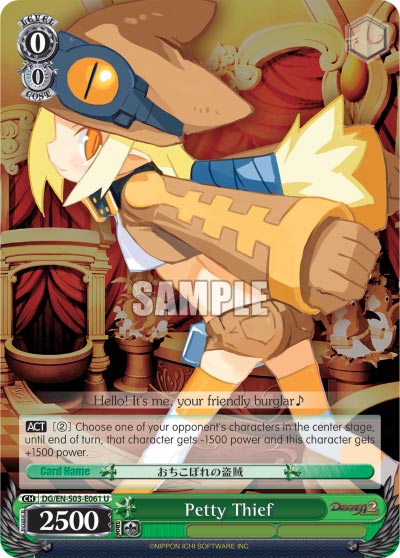 LEVEL
0
0
COST
SAMPLE
Hello! It's me, your friendly burglar♪
ACT [②] Choose one of your opponent's characters in the center stage,
until end of turn, that character gets -1500 power and this character gets
+1500 power.
Card Name おちこぼれの盗賊
CH DG/EN-S03-E061 U
POWER 2500 SOUL Petty Thief DISGAEA 2
©NIPPON ICHI SOFTWARE INC.